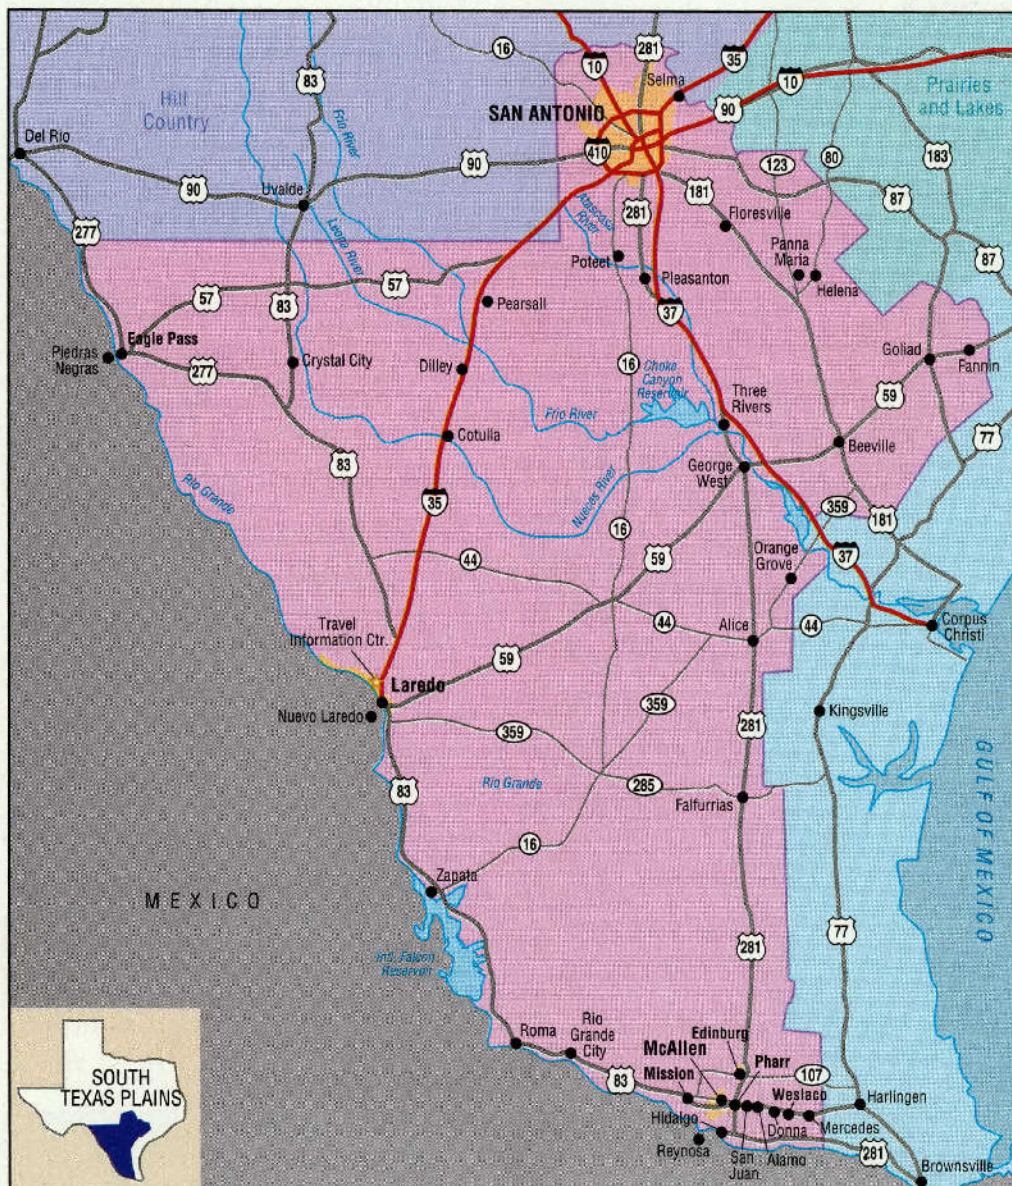 16
281
35
83
10
Selma
10
Hill
Country
SAN ANTONIO
90
Prairies
and Lakes
Frio River
Del Rio
410
90
123
80
183
90
Uvalde
181
87
277
Leona River
Atascosa
River
281
Floresville
Poteet
Panna
Maria
87
57
57
Pleasanton
Helena
83
Pearsall
37
Eagle Pass
Piedras
Negras
277
Crystal City
Dilley
16
Choke
Canyon
Reservoir
Goliad
Fannin
Three
Rivers
59
Frio River
Cotulla
77
83
George
West
Beeville
Rio Grande
35
Nueces River
359
16
181
44
59
Orange
Grove
37
Travel
Information Ctr.
44
Alice
44
Corpus
Christi
59
Laredo
Nuevo Laredo
359
359
281
Kingsville
83
Rio Grande
285
Falfurrias
GULF OF MEXICO
16
Zapata
MEXICO
281
77
Int. Falcon
Reservoir
Roma
Rio
Grande
City
Edinburg
McAllen
Pharr
SOUTH
TEXAS PLAINS
83
Mission
107
Weslaco
Harlingen
Hidalgo
Donna
Mercedes
Reynosa
San
Juan
Alamo
281
Brownsville